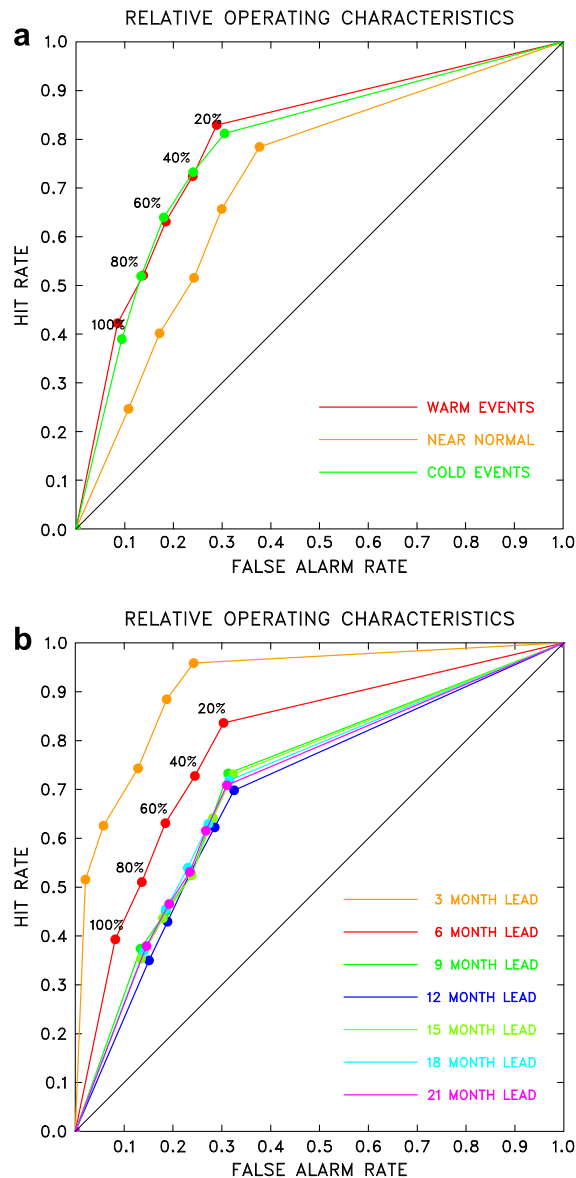 RELATIVE OPERATING CHARACTERISTICS
a
1.0
0.9
0.8
0.7
0.6
0.5
0.4
0.3
0.2
0.1
0.0
HIT RATE
20%
40%
60%
80%
100%
WARM EVENTS
NEAR NORMAL
COLD EVENTS
0.1 0.2 0.3 0.4 0.5 0.6 0.7 0.8 0.9 1.0
FALSE ALARM RATE
RELATIVE OPERATING CHARACTERISTICS
b
1.0
0.9
0.8
0.7
0.6
0.5
0.4
0.3
0.2
0.1
0.0
HIT RATE
20%
40%
60%
80%
100%
3 MONTH LEAD
6 MONTH LEAD
9 MONTH LEAD
12 MONTH LEAD
15 MONTH LEAD
18 MONTH LEAD
21 MONTH LEAD
0.1 0.2 0.3 0.4 0.5 0.6 0.7 0.8 0.9 1.0
FALSE ALARM RATE